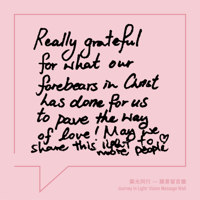 Really grateful
for what our
forebears in Christ
has done for us
to pave the way
of love! May we
share this light to
more people
Journey in Light Vision Message Wall